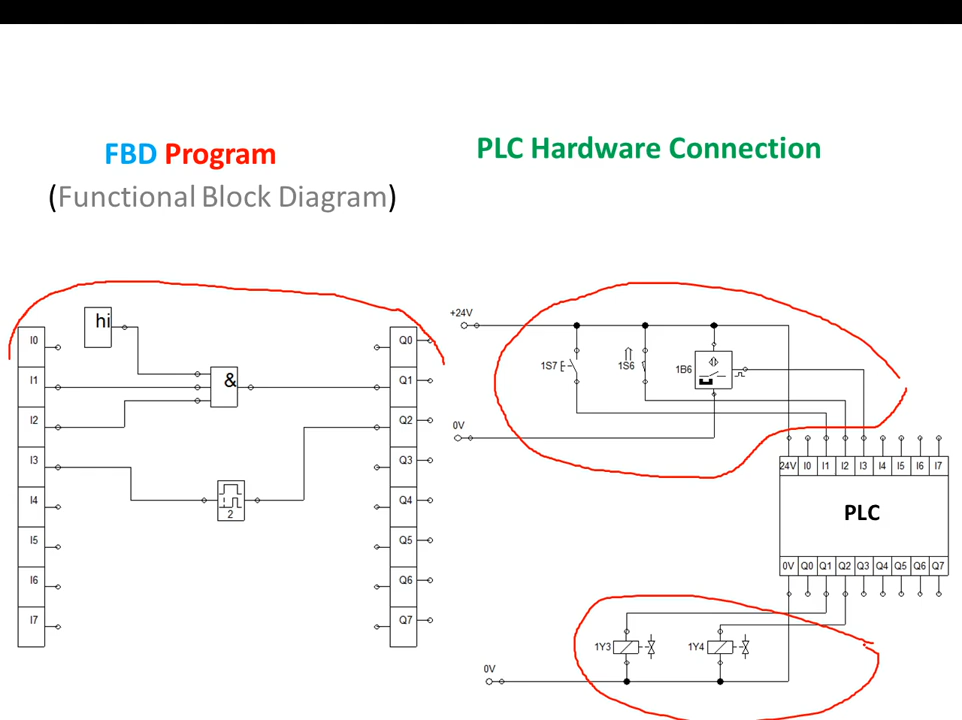 FBD Program
(Functional Block Diagram)
PLC Hardware Connection
hi
I0
I1
I2
I3
I4
I5
I6
I7
&
2
Q0
Q1
Q2
Q3
Q4
Q5
Q6
Q7
+24V
1S7
1S6
1B6
0V
24V I0 I1 I2 I3 I4 I5 I6 I7
PLC
0V Q0 Q1 Q2 Q3 Q4 Q5 Q6 Q7
1Y3
1Y4
0V